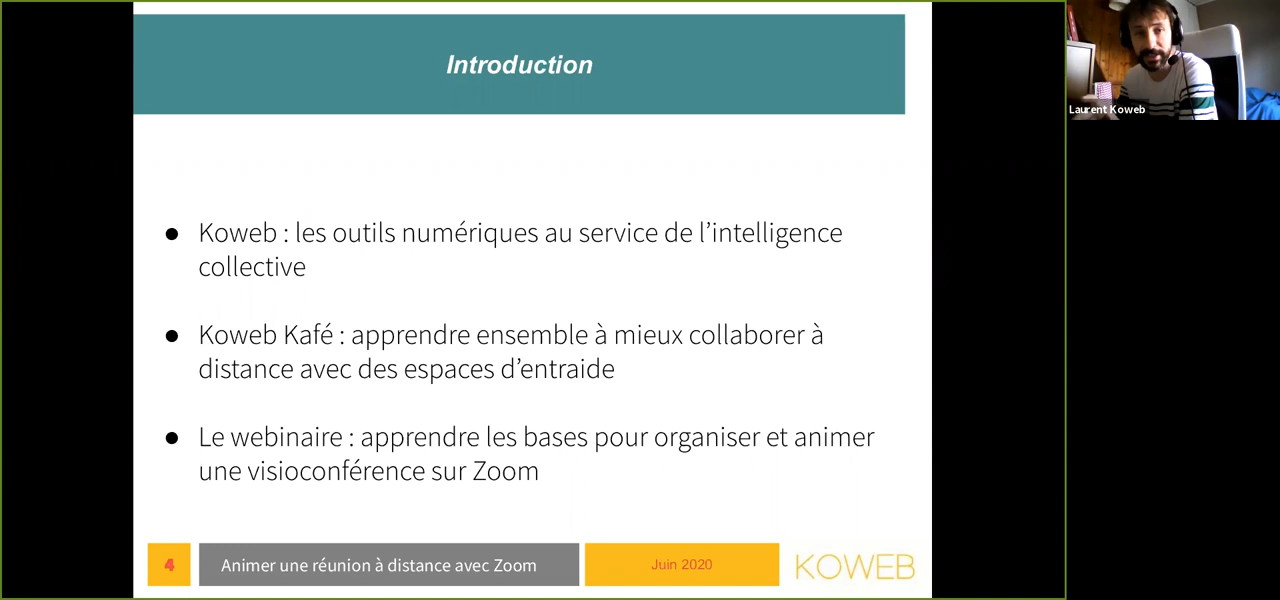 Introduction
Laurent Koweb
● Koweb : les outils numériques au service de l’intelligence
collective
● Koweb Kafé : apprendre ensemble à mieux collaborer à
distance avec des espaces d’entraide
● Le webinaire : apprendre les bases pour organiser et animer
une visioconférence sur Zoom
4
Animer une réunion à distance avec Zoom
Juin 2020
KOWEB